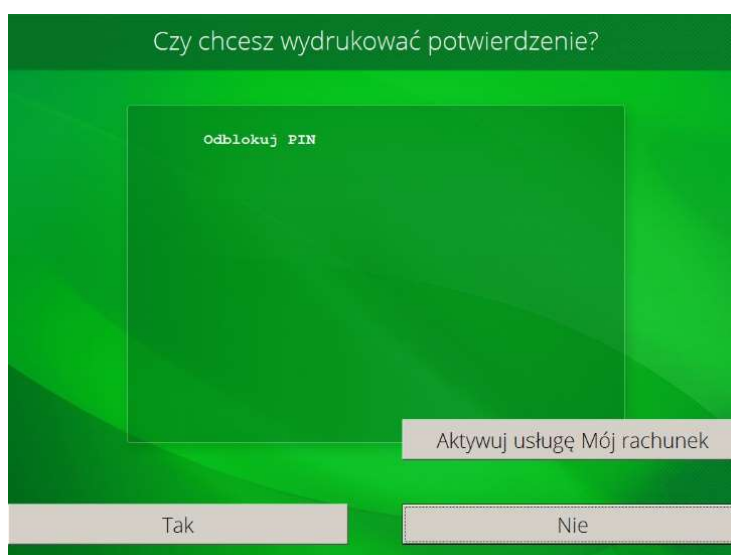 Czy chcesz wydrukować potwierdzenie?
Odblokuj PIN
Aktywuj usługę Mój rachunek
Tak
Nie